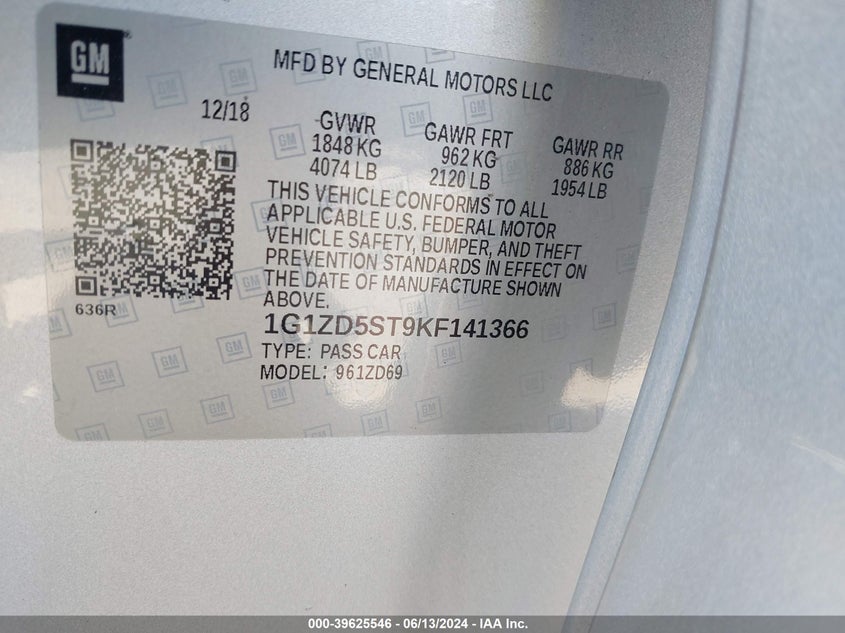 GM
MFD BY GENERAL MOTORS LLC
12/18
GVWR
1848 KG
4074 LB
GAWR FRT
962 KG
2120 LB
GAWR RR
886 KG
1954 LB
THIS VEHICLE CONFORMS TO ALL
APPLICABLE U.S. FEDERAL MOTOR
VEHICLE SAFETY, BUMPER, AND THEFT
PREVENTION STANDARDS IN EFFECT ON
THE DATE OF MANUFACTURE SHOWN
ABOVE.
636R
1G1ZD5ST9KF141366
TYPE: PASS CAR
MODEL: 961ZD69
000-39625546 - 06/13/2024 - IAA Inc.